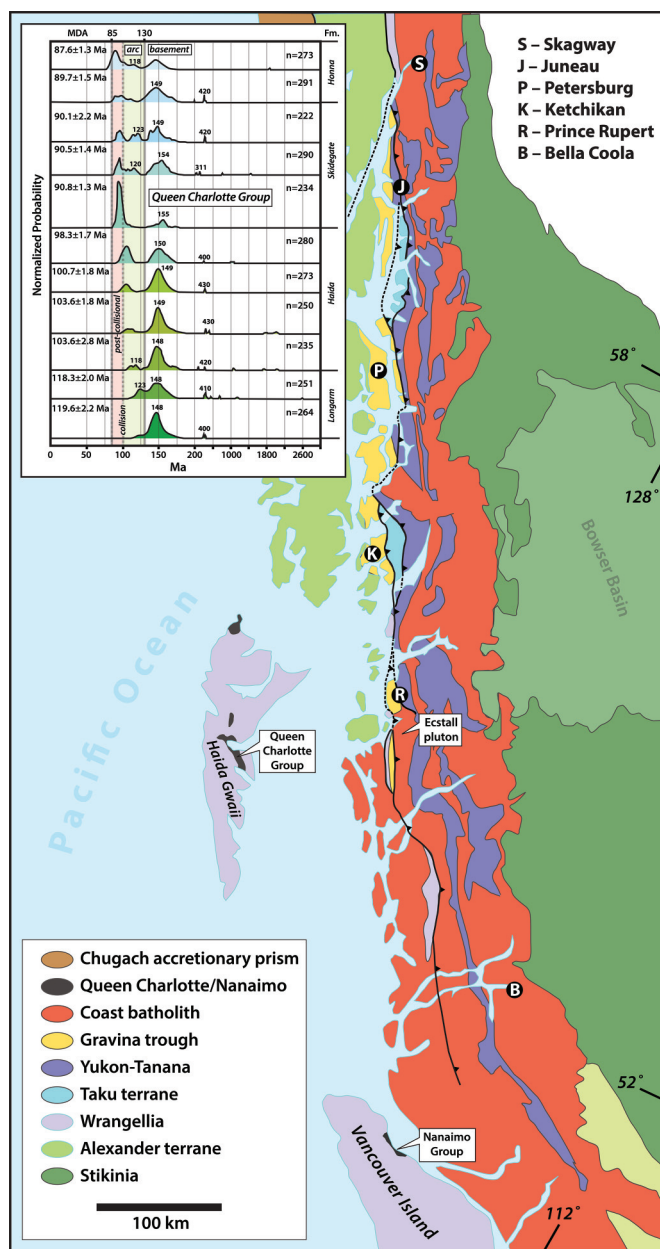 MDA 85 130 Fm.
arc basement
87.6±1.3 Ma 118 n=273
Honna
89.7±1.5 Ma 149 420 n=291
90.1±2.2 Ma 123 149 420 n=222
Skidegate
90.5±1.4 Ma 120 154 311 n=290
90.8±1.3 Ma n=234
Queen Charlotte Group
155
98.3±1.7 Ma 150 400 n=280
100.7±1.8 Ma 149 430 n=273
Haida
103.6±1.8 Ma 149 430 n=250
post-collisional
103.6±2.8 Ma 118 148 420 n=235
118.3±2.0 Ma 123 148 410 n=251
Longarm
119.6±2.2 Ma 148 400 n=264
collision
Normalized Probability
0 50 100 150 200 1000 1800 2600
Ma
S – Skagway
J – Juneau
P – Petersburg
K – Ketchikan
R – Prince Rupert
B – Bella Coola
S
J
P
K
R
B
58°
128°
Bowser Basin
Pacific Ocean
Haida Gwaii
Queen
Charlotte
Group
Ecstall
pluton
52°
112°
Nanaimo
Group
Vancouver Island
Chugach accretionary prism
Queen Charlotte/Nanaimo
Coast batholith
Gravina trough
Yukon-Tanana
Taku terrane
Wrangellia
Alexander terrane
Stikinia
100 km